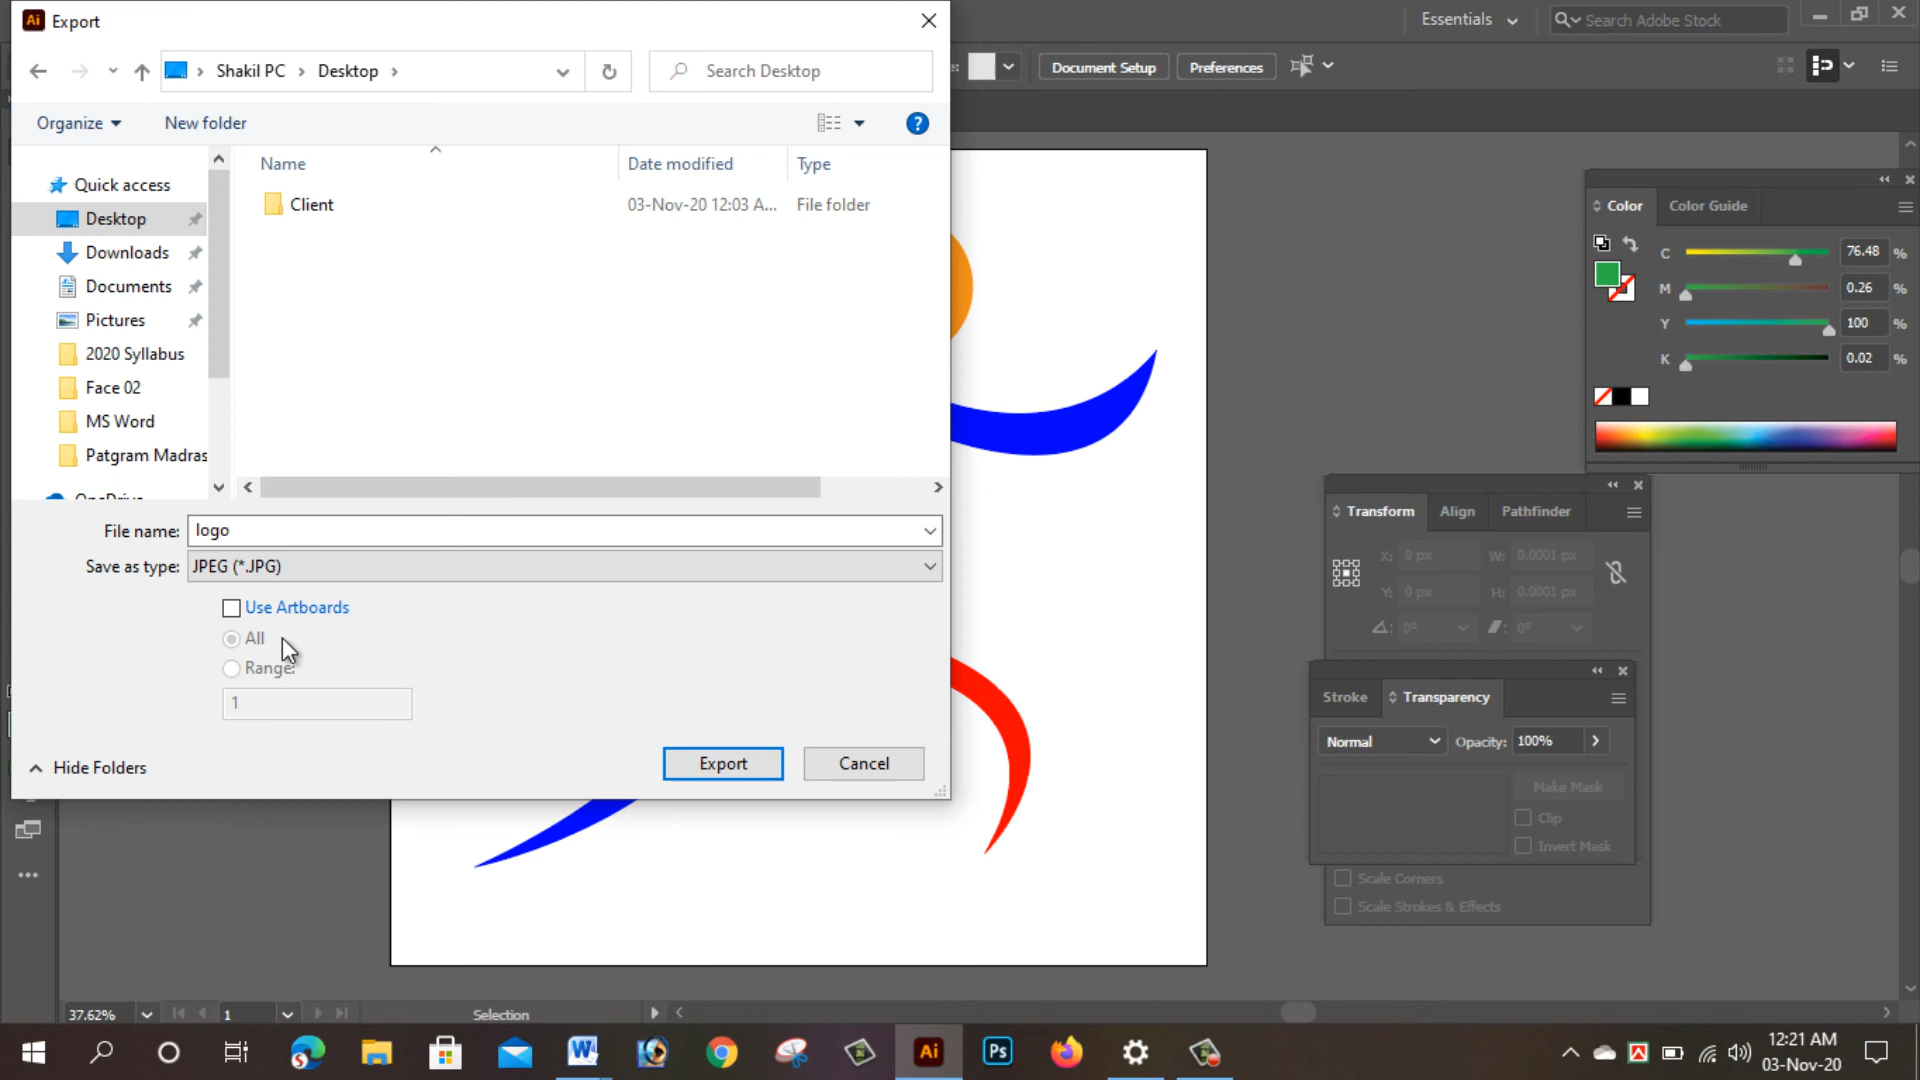 Ai Export
Essentials
Search Adobe Stock
Shakil PC > Desktop >
Search Desktop
Document Setup
Preferences
Organize
New folder
?
Name
Date modified
Type
Quick access
Client
03-Nov-20 12:03 A...
File folder
Desktop
Downloads
Documents
Pictures
2020 Syllabus
Face 02
MS Word
Patgram Madras
Color
Color Guide
C 76.48 %
M 0.26 %
Y 100 %
K 0.02 %
File name: logo
Save as type: JPEG (*.JPG)
Use Artboards
All
Range:
1
Hide Folders
Export
Cancel
Transform
Align
Pathfinder
X: 0 px
W: 0.0001 px
Y: 0 px
H: 0.0001 px
0°
0°
Stroke
Transparency
Normal
Opacity: 100%
Make Mask
Clip
Invert Mask
Scale Corners
Scale Strokes & Effects
37.62%
1
Selection
W
Ai
Ps
12:21 AM
03-Nov-20